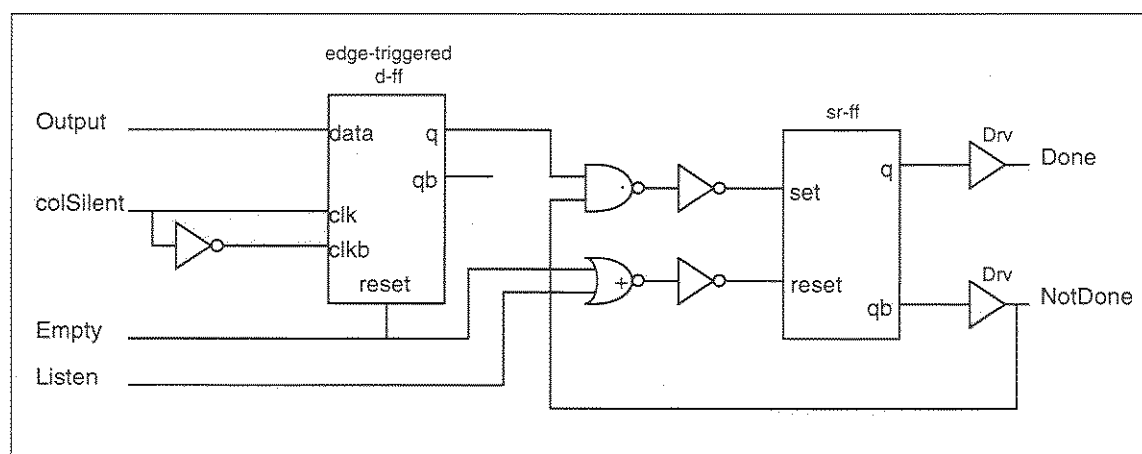 edge-triggered
d-ff
Output
data
q
qb
colSilent
clk
clkb
reset
Empty
Listen
+
sr-ff
set
reset
q
qb
Drv
Done
Drv
NotDone